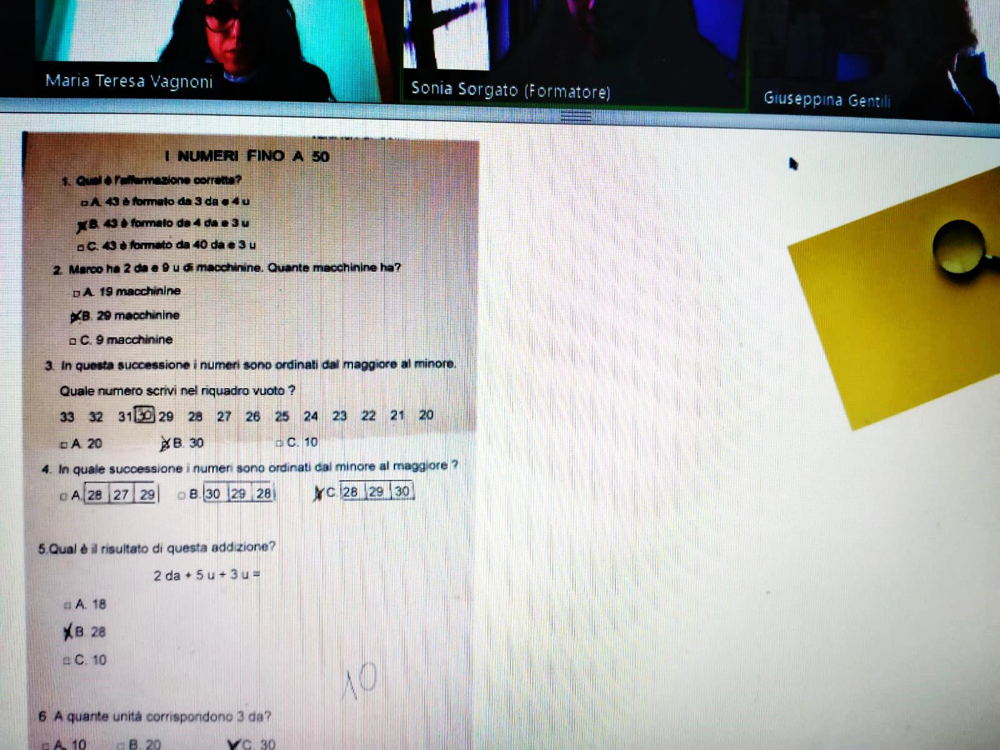 Maria Teresa Vagnoni
Sonia Sorgato (Formatore)
Giuseppina Gentili
I NUMERI FINO A 50
1. Qual è l'affermazione corretta?
A. 43 è formato da 3 da e 4 u
B. 43 è formato da 4 da e 3 u
C. 43 è formato da 40 da e 3 u
2. Marco ha 2 da e 9 u di macchinine. Quante macchinine ha?
A. 19 macchinine
B. 29 macchinine
C. 9 macchinine
3. In questa successione i numeri sono ordinati dal maggiore al minore.
Quale numero scrivi nel riquadro vuoto ?
33 32 31 30 29 28 27 26 25 24 23 22 21 20
A. 20 B. 30 C. 10
4. In quale successione i numeri sono ordinati dal minore al maggiore ?
A. 28 27 29 B. 30 29 28 C. 28 29 30
5.Qual è il risultato di questa addizione?
2 da + 5 u + 3 u =
A. 18
B. 28
C. 10
10
6 A quante unità corrispondono 3 da?
A. 10 B. 20 C. 30